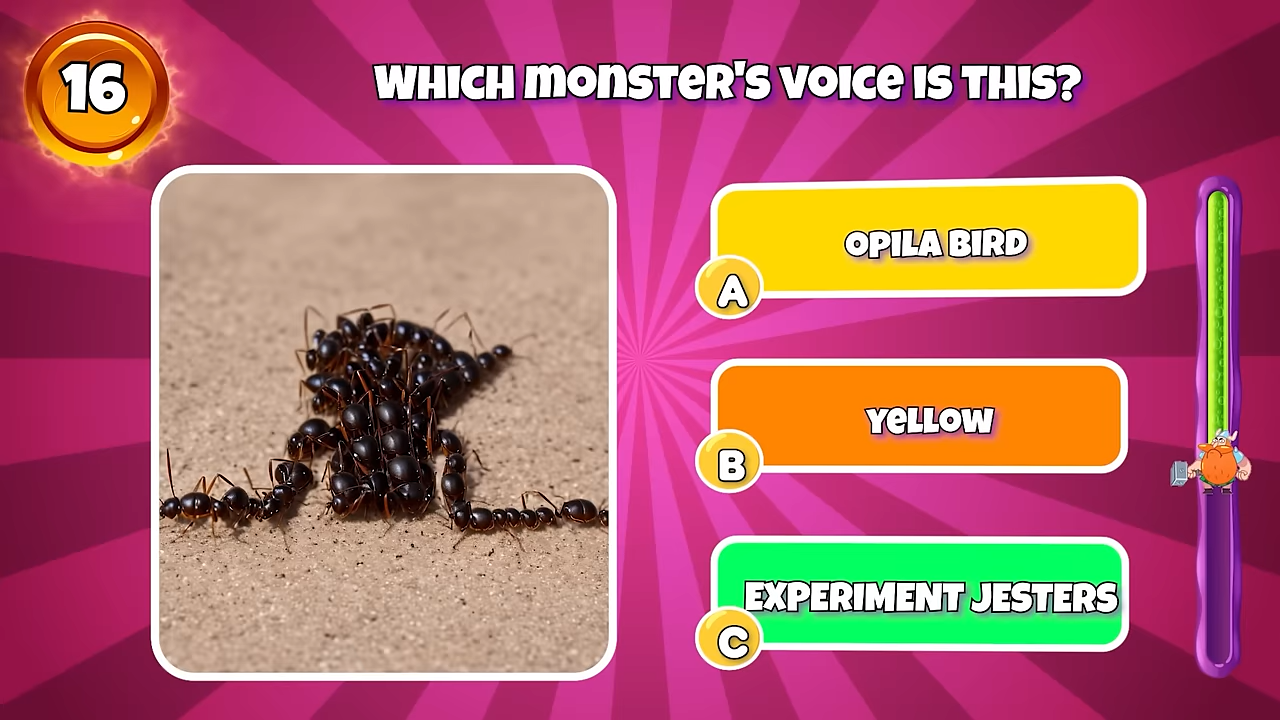 16
WHICH MONSTER'S VOICE IS THIS?
OPILA BIRD
A
YELLOW
B
EXPERIMENT JESTERS
C